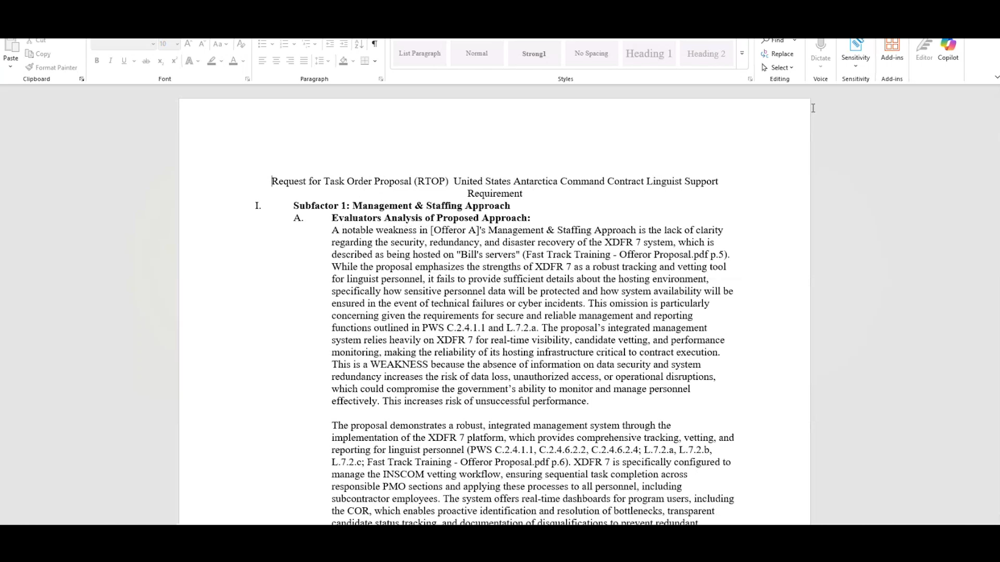 Cut
Copy
Format Painter
Paste
Clipboard
10
Aa
B I U ab x₂ x² A A
Font
Paragraph
List Paragraph
Normal
Strong1
No Spacing
Heading 1
Heading 2
Styles
Find
Replace
Select
Editing
Dictate
Voice
Sensitivity
Sensitivity
Add-ins
Add-ins
Editor
Copilot
Request for Task Order Proposal (RTOP)  United States Antarctica Command Contract Linguist Support
Requirement
I. Subfactor 1: Management & Staffing Approach
A. Evaluators Analysis of Proposed Approach:
A notable weakness in [Offeror A]'s Management & Staffing Approach is the lack of clarity
regarding the security, redundancy, and disaster recovery of the XDFR 7 system, which is
described as being hosted on "Bill's servers" (Fast Track Training - Offeror Proposal.pdf p.5).
While the proposal emphasizes the strengths of XDFR 7 as a robust tracking and vetting tool
for linguist personnel, it fails to provide sufficient details about the hosting environment,
specifically how sensitive personnel data will be protected and how system availability will be
ensured in the event of technical failures or cyber incidents. This omission is particularly
concerning given the requirements for secure and reliable management and reporting
functions outlined in PWS C.2.4.1.1 and L.7.2.a. The proposal’s integrated management
system relies heavily on XDFR 7 for real-time visibility, candidate vetting, and performance
monitoring, making the reliability of its hosting infrastructure critical to contract execution.
This is a WEAKNESS because the absence of information on data security and system
redundancy increases the risk of data loss, unauthorized access, or operational disruptions,
which could compromise the government’s ability to monitor and manage personnel
effectively. This increases risk of unsuccessful performance.
The proposal demonstrates a robust, integrated management system through the
implementation of the XDFR 7 platform, which provides comprehensive tracking, vetting, and
reporting for linguist personnel (PWS C.2.4.1.1, C.2.4.6.2.2, C.2.4.6.2.4; L.7.2.a, L.7.2.b,
L.7.2.c; Fast Track Training - Offeror Proposal.pdf p.6). XDFR 7 is specifically configured to
manage the INSCOM vetting workflow, ensuring sequential task completion across
responsible PMO sections and applying these processes to all personnel, including
subcontractor employees. The system offers real-time dashboards for program users, including
the COR, which enables proactive identification and resolution of bottlenecks, transparent
candidate status tracking, and documentation of disqualifications to prevent redundant